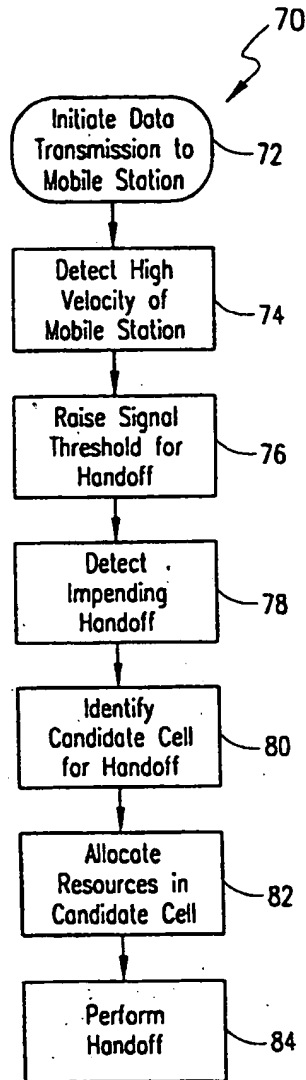 70
Initiate Data
Transmission to
Mobile Station
72
Detect High
Velocity of
Mobile Station
74
Raise Signal
Threshold for
Handoff
76
Detect
Impending
Handoff
78
Identify
Candidate Cell
for Handoff
80
Allocate
Resources in
Candidate Cell
82
Perform
Handoff
84